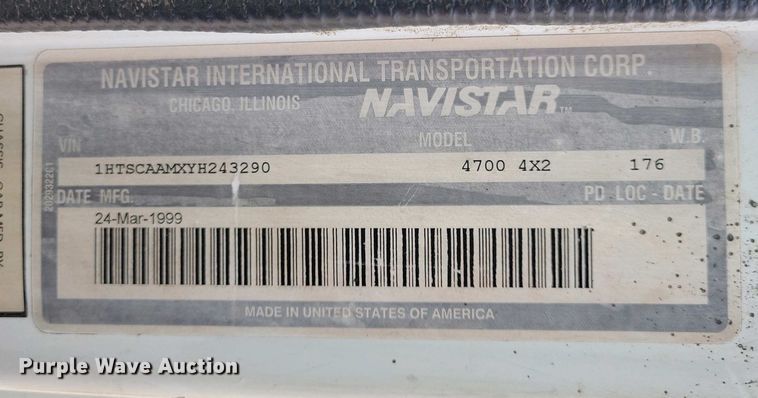 NAVISTAR INTERNATIONAL TRANSPORTATION CORP.
CHICAGO, ILLINOIS NAVISTAR TM
VIN MODEL W.B.
1HTSCAAMXYH243290 4700 4X2 176
DATE MFG. PD LOC - DATE
24-Mar-1999
MADE IN UNITED STATES OF AMERICA
Purple Wave Auction